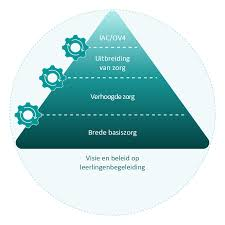 IAC/OV4
Uitbreiding
van zorg
Verhoogde zorg
Brede basiszorg
Visie en beleid op
leerlingenbegeleiding